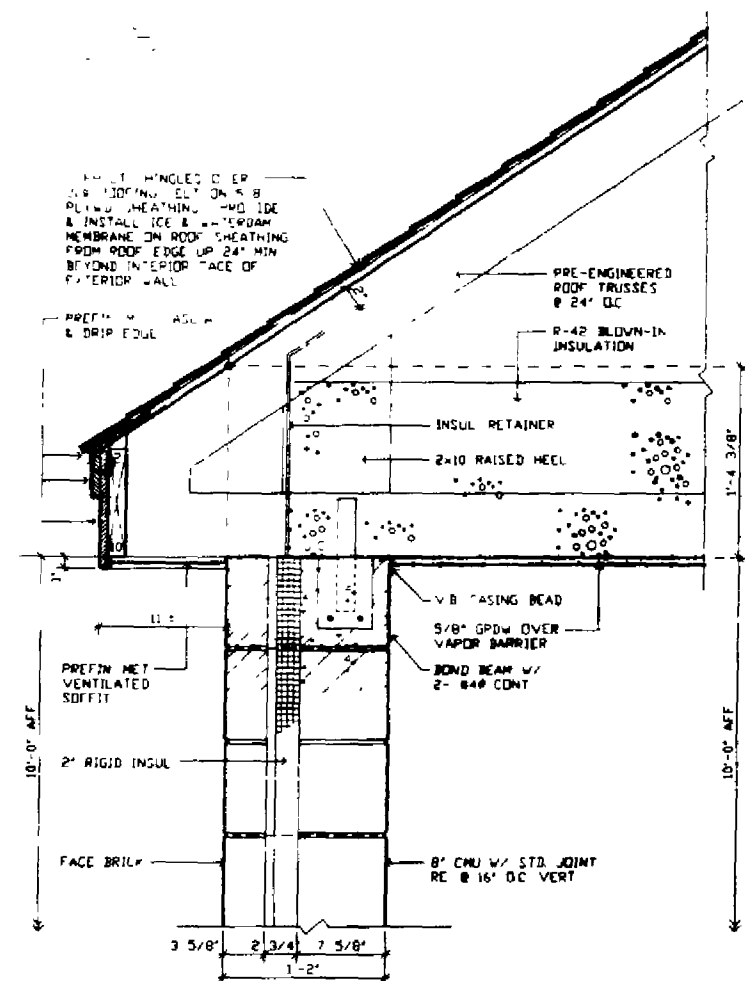 & INSTALL ICE &
MEMBRANE ON ROOF SHEATHING
FROM ROOF EDGE UP 24" MIN
BEYOND INTERIOR FACE OF
& DRIP EDGE
PRE-ENGINEERED
ROOF TRUSSES
@ 24" OC
R-42 BLOWN-IN
INSULATION
INSUL RETAINER
2x10 RAISED HEEL
1'-4 3/8"
CASING BEAD
5/8" GPDW OVER
VAPOR BARRIER
BOND BEAM W/
2- #4@ CONT
PREFIN MET
VENTILATED
SOFFIT
10'-0" AFF
10'-0" AFF
2" RIGID INSUL
FACE BRICK
8" CMU W/ STD. JOINT
RE @ 16" OC VERT
3 5/8" 2 3/4 7 5/8"
1'-2"